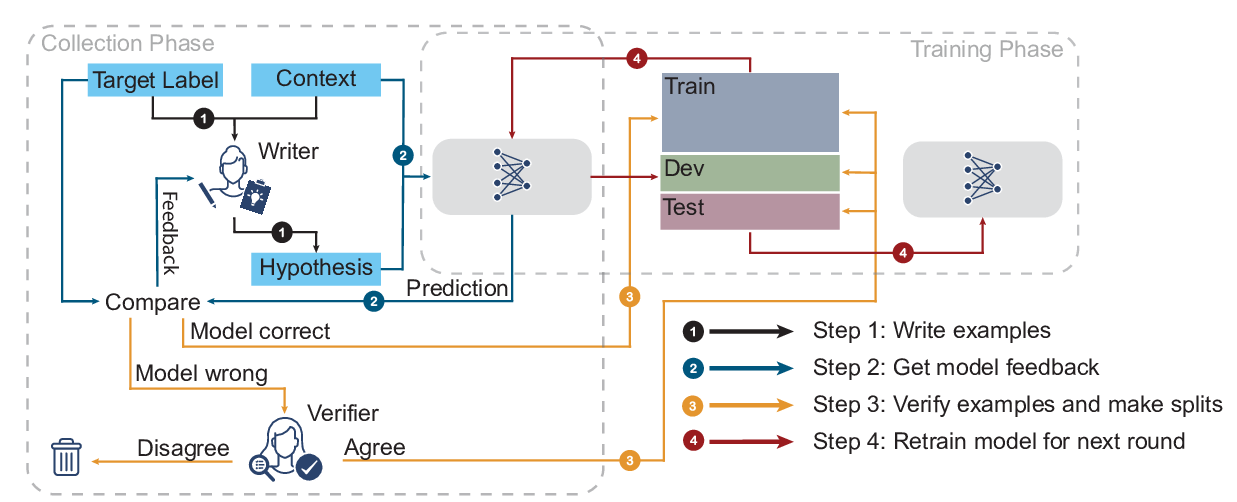 Collection Phase
Training Phase
Target Label
Context
4
Train
1
Writer
2
Dev
Feedback
Test
1
Hypothesis
4
Prediction
Compare
2
3
Model correct
1 Step 1: Write examples
Model wrong
2 Step 2: Get model feedback
Verifier
3 Step 3: Verify examples and make splits
Disagree
Agree
3
4 Step 4: Retrain model for next round